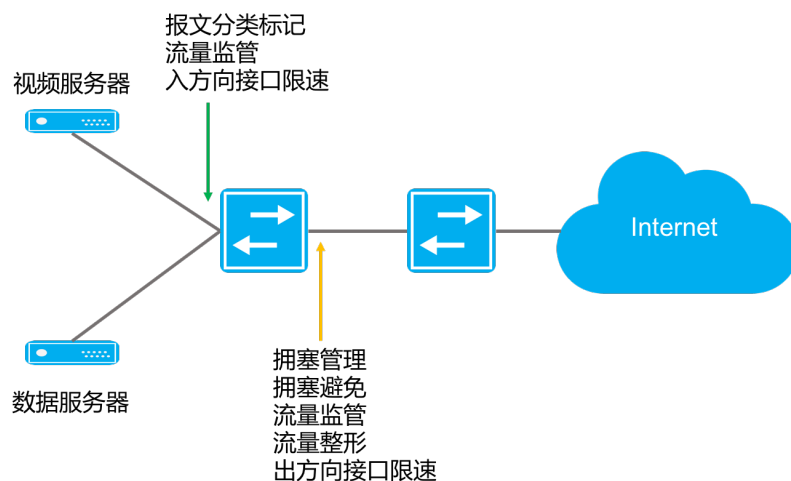 报文分类标记
流量监管
入方向接口限速
视频服务器
Internet
数据服务器
拥塞管理
拥塞避免
流量监管
流量整形
出方向接口限速